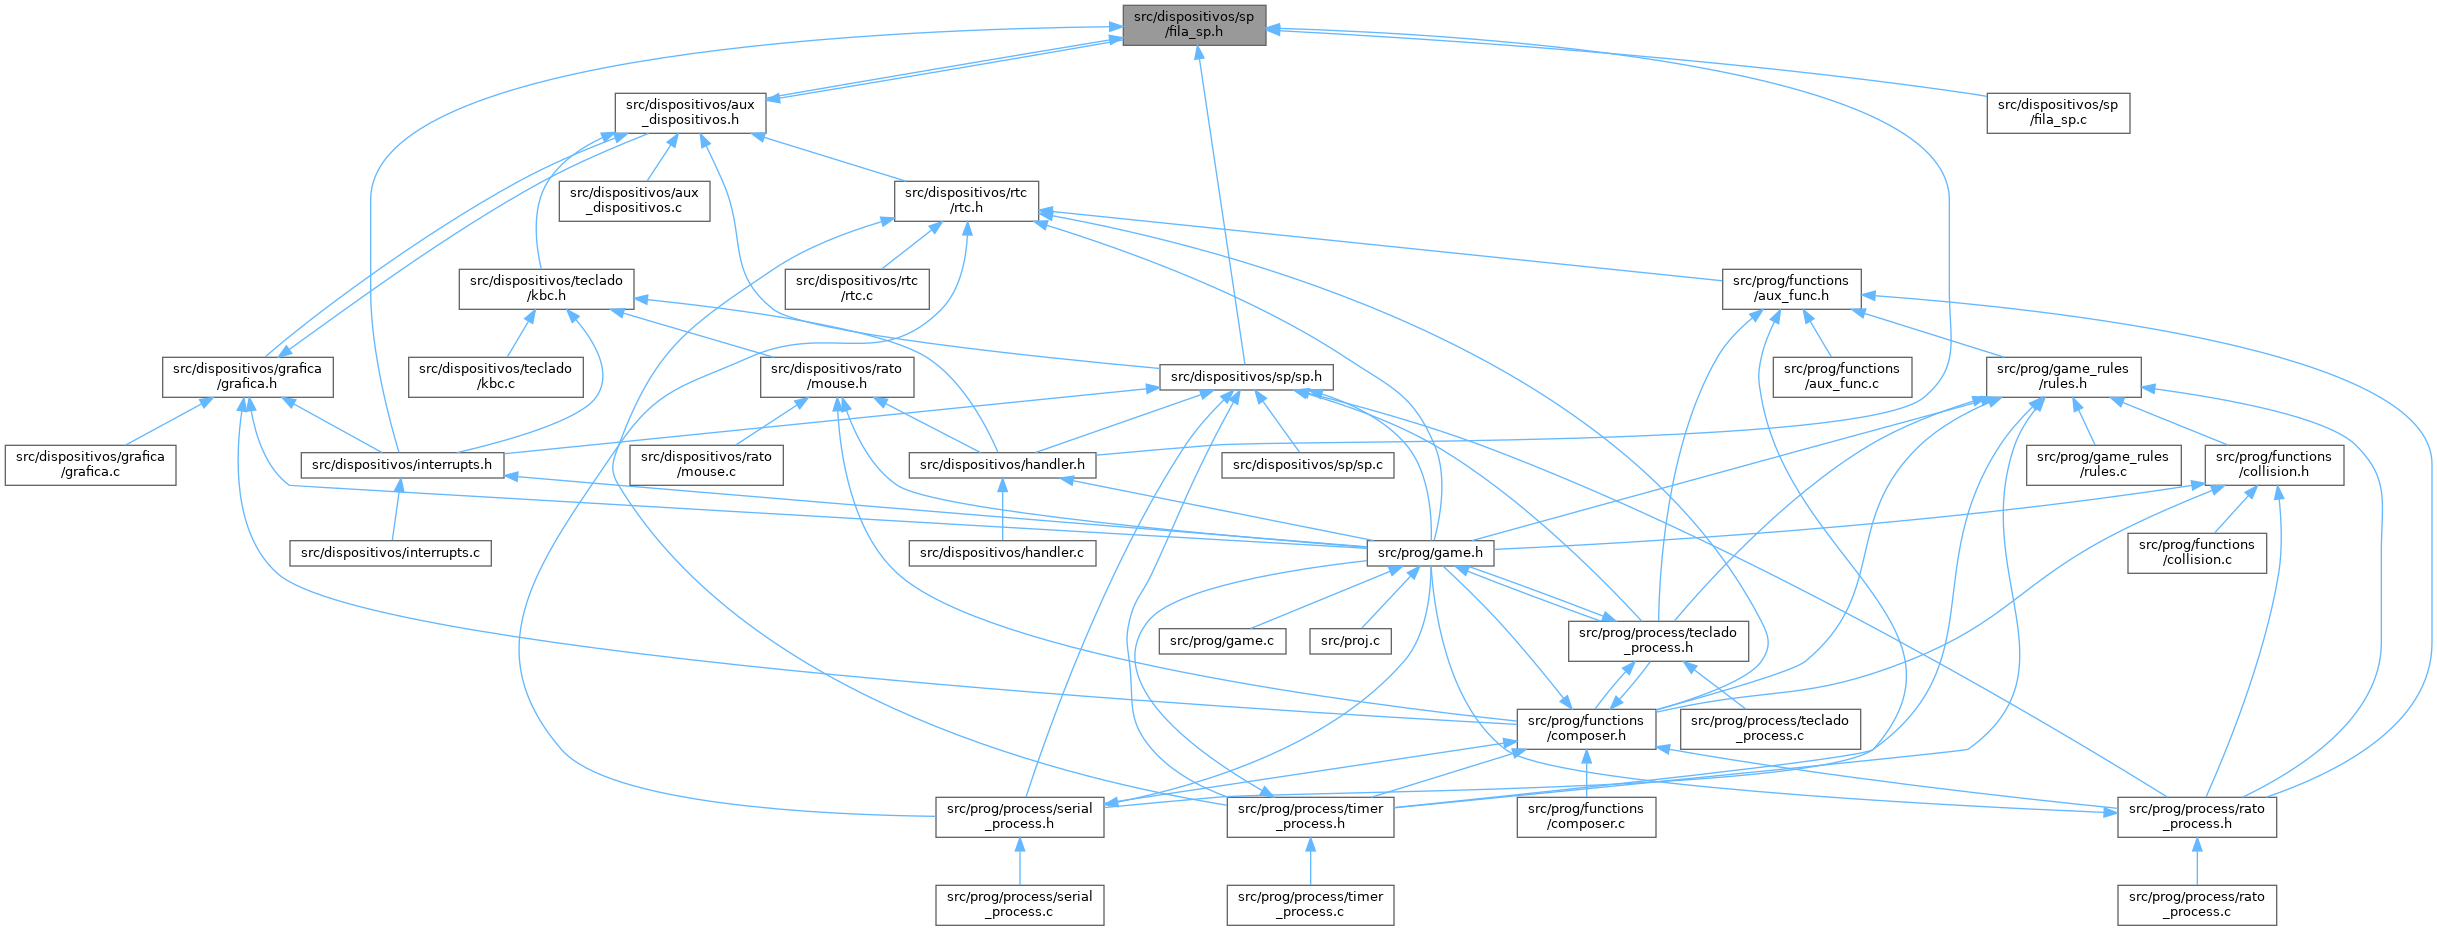 src/dispositivos/sp
/fila_sp.h
src/dispositivos/aux
_dispositivos.h
src/dispositivos/sp
/fila_sp.c
src/dispositivos/aux
_dispositivos.c
src/dispositivos/rtc
/rtc.h
src/dispositivos/teclado
/kbc.h
src/dispositivos/rtc
/rtc.c
src/prog/functions
/aux_func.h
src/dispositivos/grafica
/grafica.h
src/dispositivos/teclado
/kbc.c
src/dispositivos/rato
/mouse.h
src/dispositivos/sp/sp.h
src/prog/functions
/aux_func.c
src/prog/game_rules
/rules.h
src/dispositivos/grafica
/grafica.c
src/dispositivos/interrupts.h
src/dispositivos/rato
/mouse.c
src/dispositivos/handler.h
src/dispositivos/sp/sp.c
src/prog/game_rules
/rules.c
src/prog/functions
/collision.h
src/dispositivos/interrupts.c
src/dispositivos/handler.c
src/prog/game.h
src/prog/functions
/collision.c
src/prog/game.c
src/proj.c
src/prog/process/teclado
_process.h
src/prog/functions
/composer.h
src/prog/process/teclado
_process.c
src/prog/process/serial
_process.h
src/prog/process/timer
_process.h
src/prog/functions
/composer.c
src/prog/process/rato
_process.h
src/prog/process/serial
_process.c
src/prog/process/timer
_process.c
src/prog/process/rato
_process.c